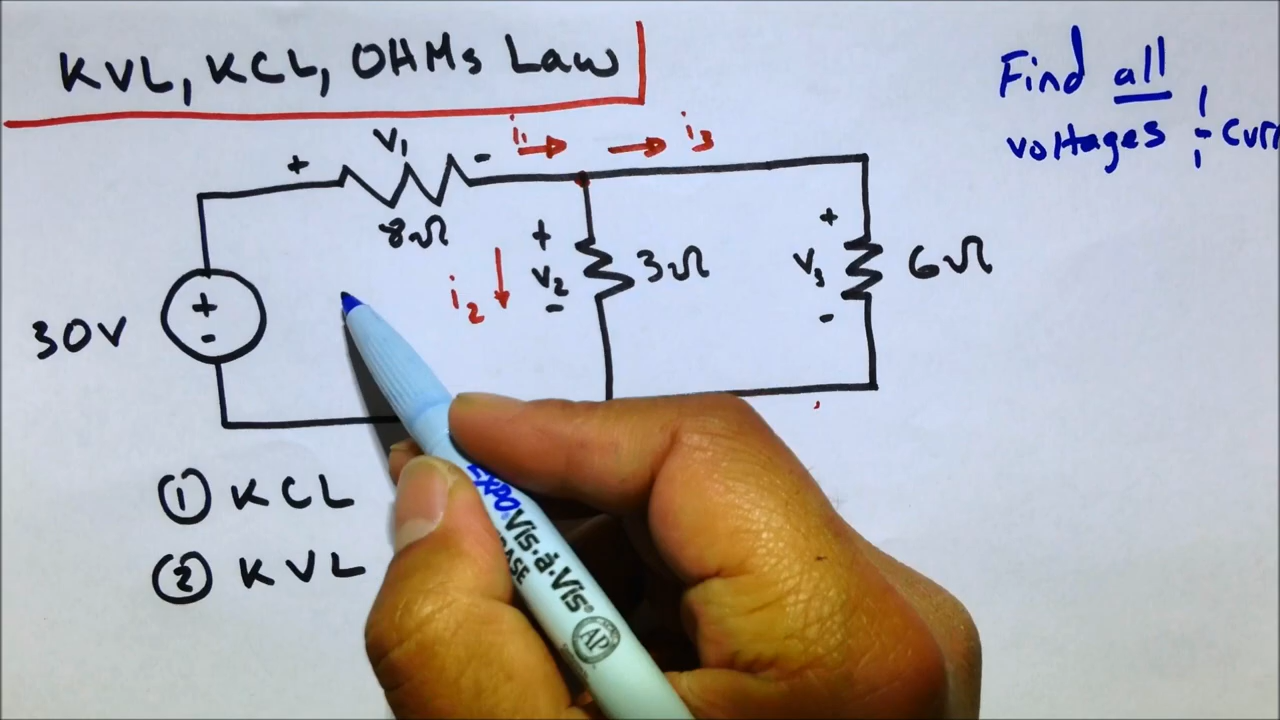 KVL, KCL, OHMs Law
Find all
voltages &
+ V₁ -
i₁
i₃
8Ω
30V
+
-
i₂
+
V₂
-
3Ω
+
V₃
-
6Ω
① KCL
② KVL
EXPO® Vis-à-Vis®
AP